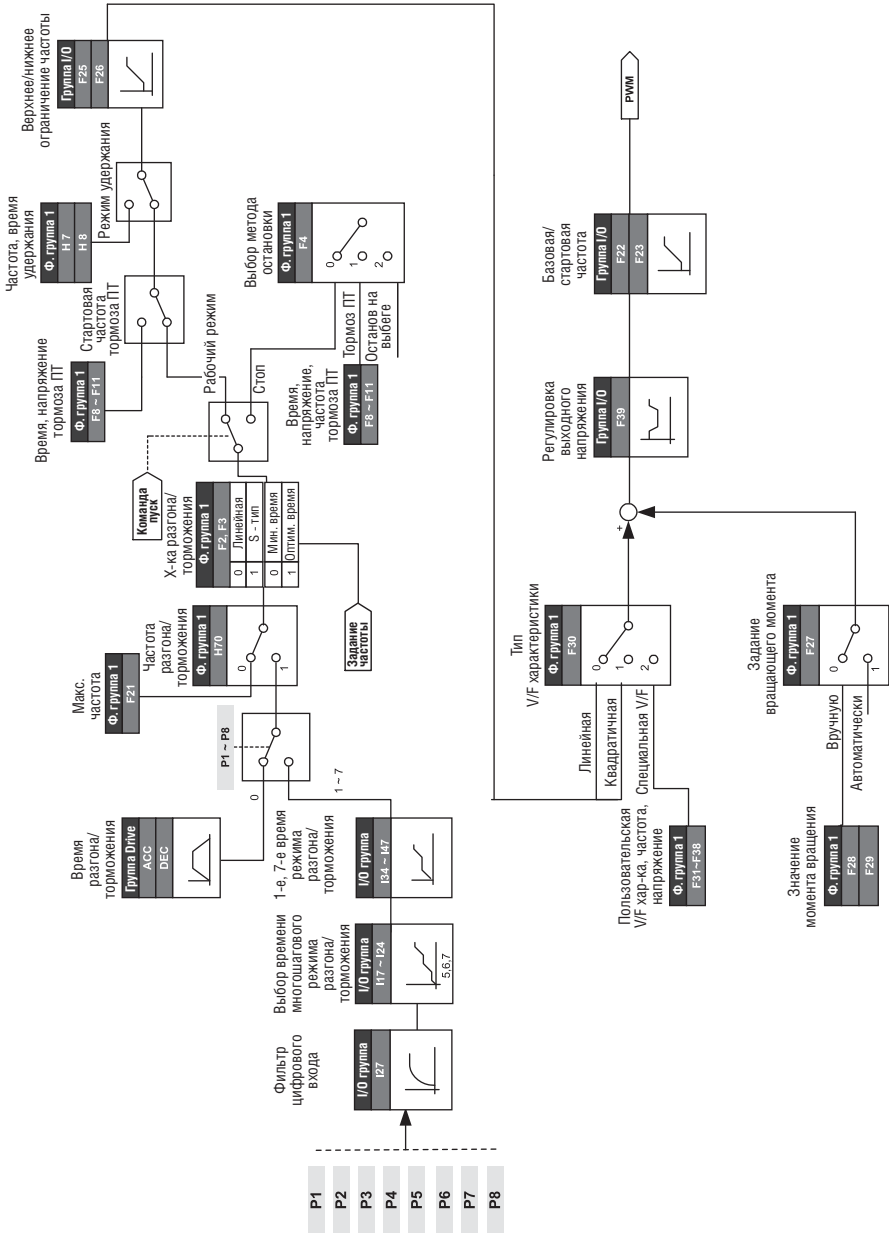 P1
P2
P3
P4
P5
P6
P7
P8
Фильтр
цифрового
входа
I/O группа
I27
Выбор времени
многошагового
режима
разгона/
торможения
I/O группа
I17 ~ I24
5,6,7
1-е, 7-е время
режима
разгона/
торможения
I/O группа
I34 ~ I47
Время
разгона/
торможения
Группа Drive
ACC
DEC
0
1 ~ 7
P1 ~ P8
Макс.
частота
Ф. группа 1
F21
Частота
разгона/
торможения
Ф. группа 1
H70
0
1
Задание
частоты
Х-ка разгона/
торможения
Ф. группа 1
F2, F3
0 Линейная
1 S - тип
0 Мин. время
1 Оптим. время
Команда
пуск
Рабочий режим
Стоп
Время, напряжение
тормоза ПТ
Ф. группа 1
F8 ~ F11
Стартовая
частота
тормоза ПТ
Частота, время
удержания
Ф. группа 1
H 7
H 8
Режим удержания
Верхнее/нижнее
ограничение частоты
Группа I/O
F25
F26
Время,
напряжение,
частота
тормоза ПТ
Ф. группа 1
F8 ~ F11
Тормоз ПТ
Останов на
выбеге
Выбор метода
остановки
Ф. группа 1
F4
0
1
2
Пользовательская
V/F хар-ка, частота,
напряжение
Ф. группа 1
F31~F38
Линейная
Квадратичная
Специальная V/F
Тип
V/F характеристики
Ф. группа 1
F30
0
1
2
+
Регулировка
выходного
напряжения
Группа I/O
F39
Базовая/
стартовая
частота
Группа I/O
F22
F23
PWM
Значение
момента вращения
Ф. группа 1
F28
F29
Вручную
Автоматически
Задание
вращающего момента
Ф. группа 1
F27
0
1